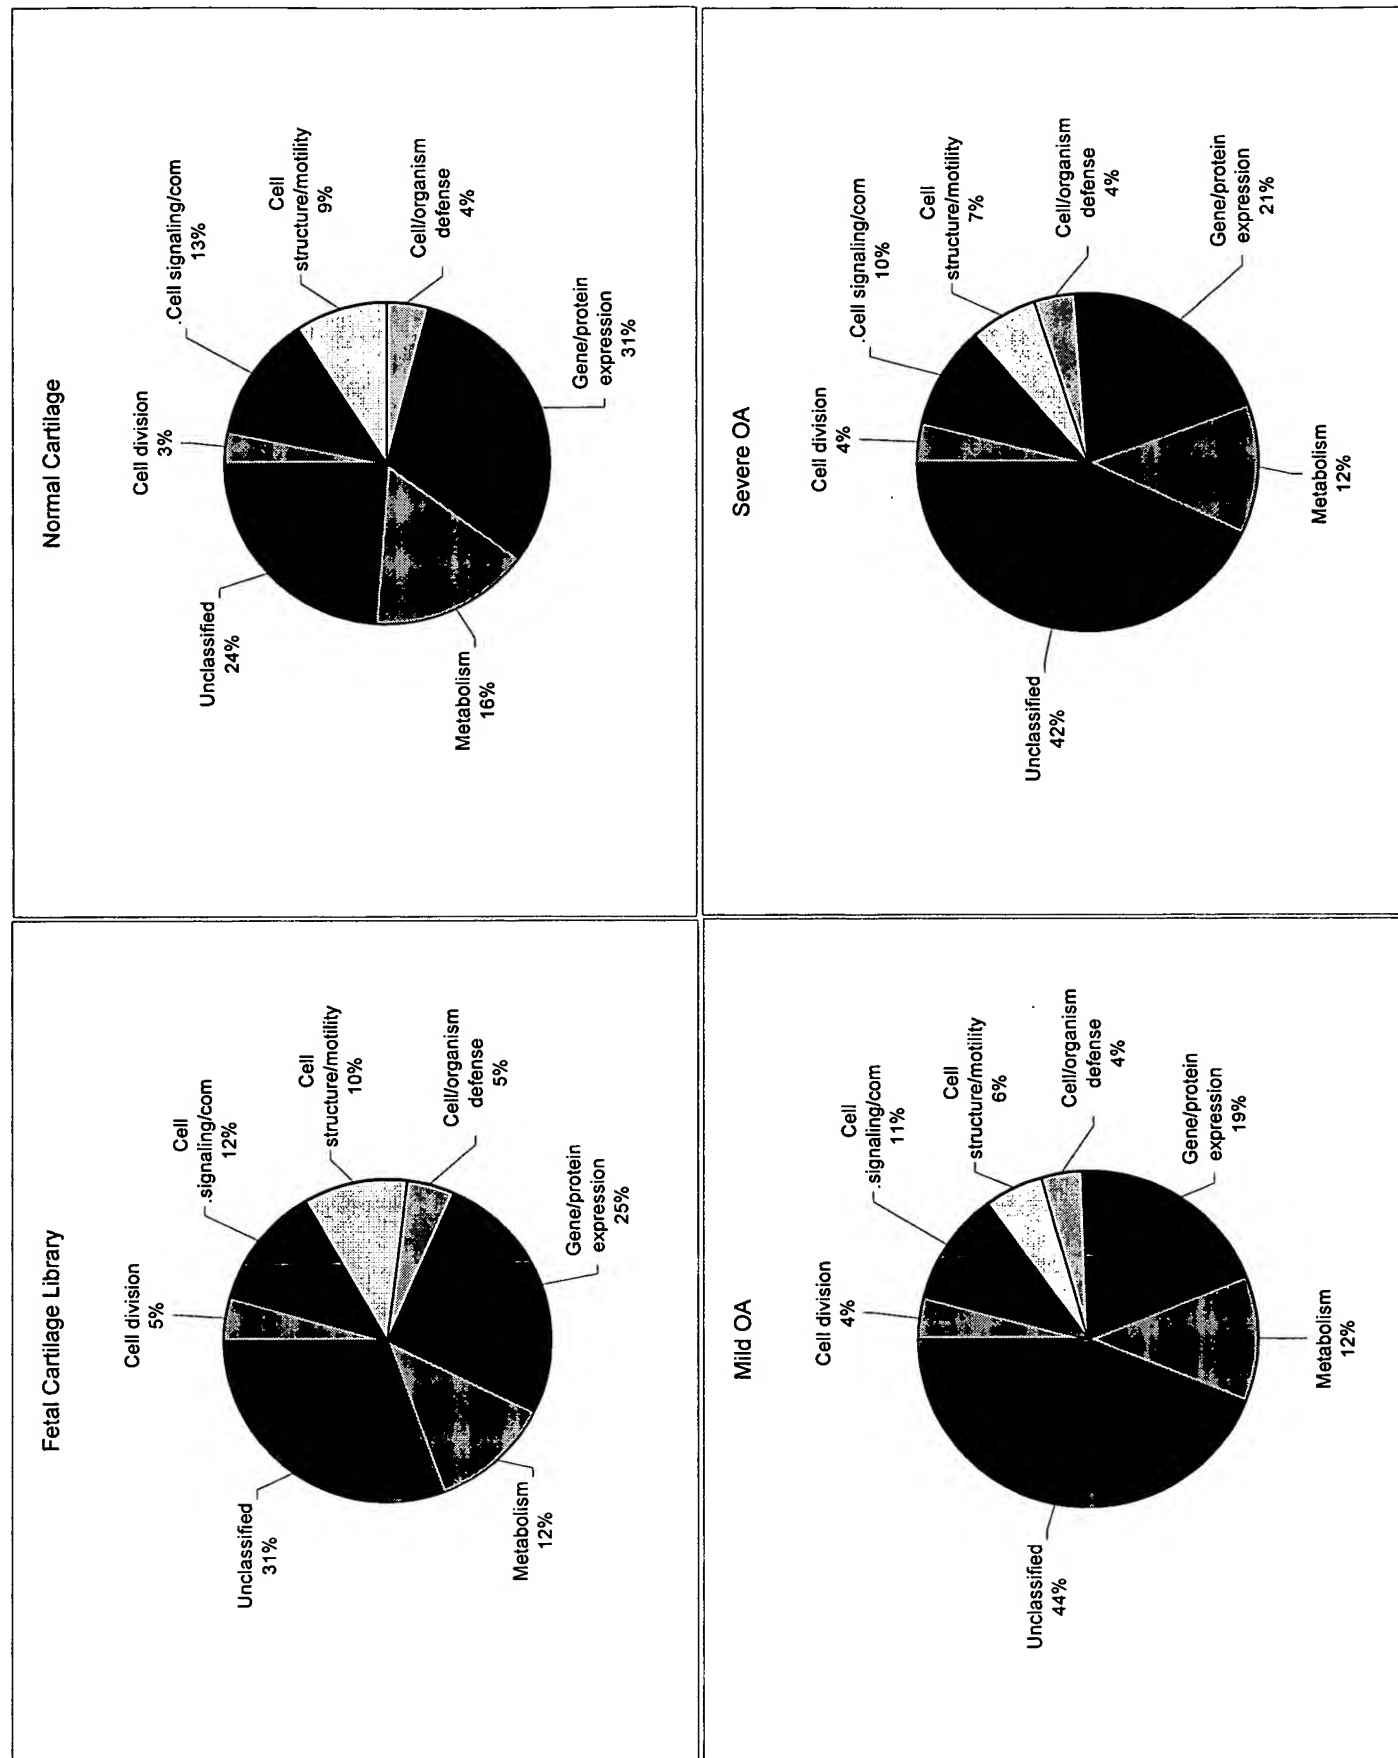 Fetal Cartilage Library
Cell division
5%
Cell
.signaling/com
12%
Cell
structure/motility
10%
Cell/organism
defense
5%
Gene/protein
expression
25%
Metabolism
12%
Unclassified
31%
Normal Cartilage
Cell division
3%
.Cell signaling/com
13%
Cell
structure/motility
9%
Cell/organism
defense
4%
Gene/protein
expression
31%
Metabolism
16%
Unclassified
24%
Mild OA
Cell division
4%
Cell
.signaling/com
11%
Cell
structure/motility
6%
Cell/organism
defense
4%
Gene/protein
expression
19%
Metabolism
12%
Unclassified
44%
Severe OA
Cell division
4%
.Cell signaling/com
10%
Cell
structure/motility
7%
Cell/organism
defense
4%
Gene/protein
expression
21%
Metabolism
12%
Unclassified
42%